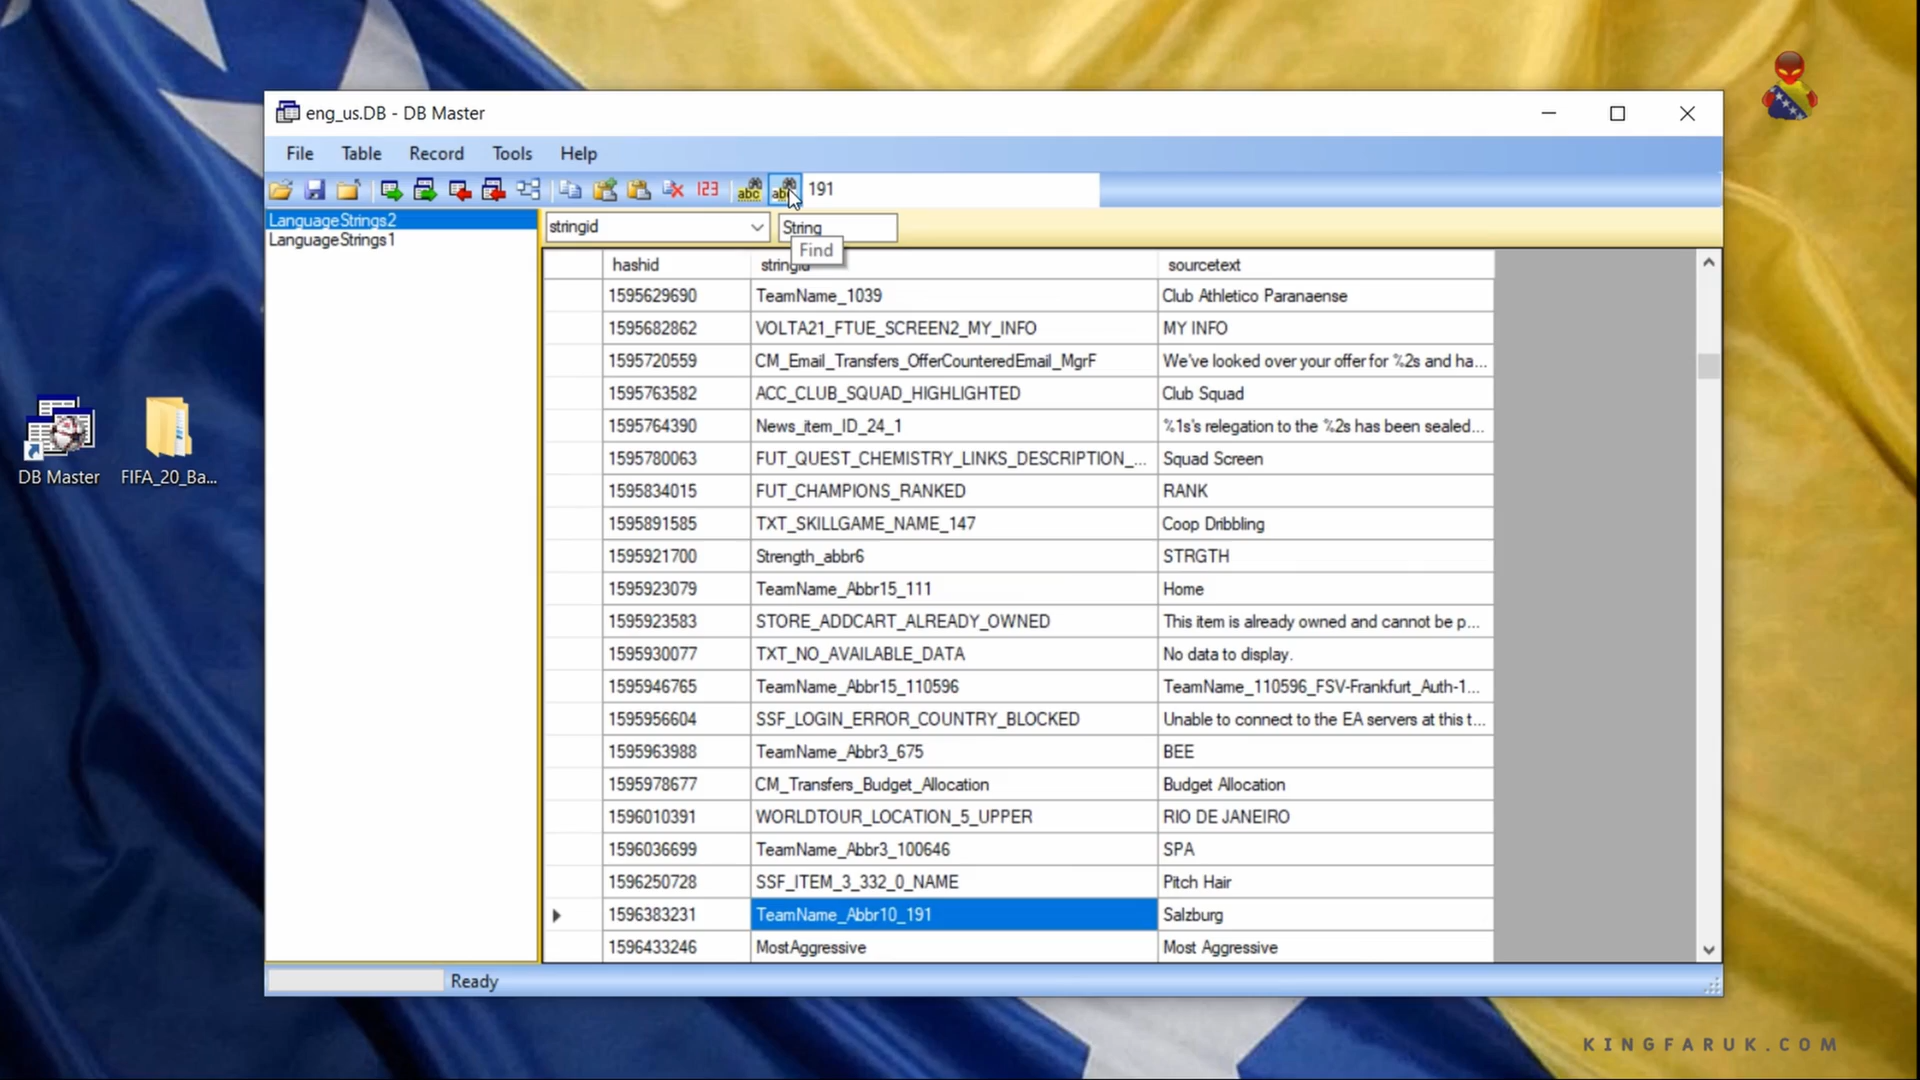 eng_us.DB - DB Master
File Table Record Tools Help
abc 191
LanguageStrings2
LanguageStrings1
stringid String
Find
hashid stringid sourcetext
1595629690 TeamName_1039 Club Athletico Paranaense
1595682862 VOLTA21_FTUE_SCREEN2_MY_INFO MY INFO
1595720559 CM_Email_Transfers_OfferCounteredEmail_MgrF We've looked over your offer for %2s and ha...
1595763582 ACC_CLUB_SQUAD_HIGHLIGHTED Club Squad
1595764390 News_item_ID_24_1 %1s's relegation to the %2s has been sealed...
1595780063 FUT_QUEST_CHEMISTRY_LINKS_DESCRIPTION_... Squad Screen
1595834015 FUT_CHAMPIONS_RANKED RANK
1595891585 TXT_SKILLGAME_NAME_147 Coop Dribbling
1595921700 Strength_abbr6 STRGTH
1595923079 TeamName_Abbr15_111 Home
1595923583 STORE_ADDCART_ALREADY_OWNED This item is already owned and cannot be p...
1595930077 TXT_NO_AVAILABLE_DATA No data to display.
1595946765 TeamName_Abbr15_110596 TeamName_110596_FSV-Frankfurt_Auth-1...
1595956604 SSF_LOGIN_ERROR_COUNTRY_BLOCKED Unable to connect to the EA servers at this t...
1595963988 TeamName_Abbr3_675 BEE
1595978677 CM_Transfers_Budget_Allocation Budget Allocation
1596010391 WORLDTOUR_LOCATION_5_UPPER RIO DE JANEIRO
1596036699 TeamName_Abbr3_100646 SPA
1596250728 SSF_ITEM_3_332_0_NAME Pitch Hair
1596383231 TeamName_Abbr10_191 Salzburg
1596433246 MostAggressive Most Aggressive
Ready
DB Master FIFA_20_Ba...
KINGFARUK.COM